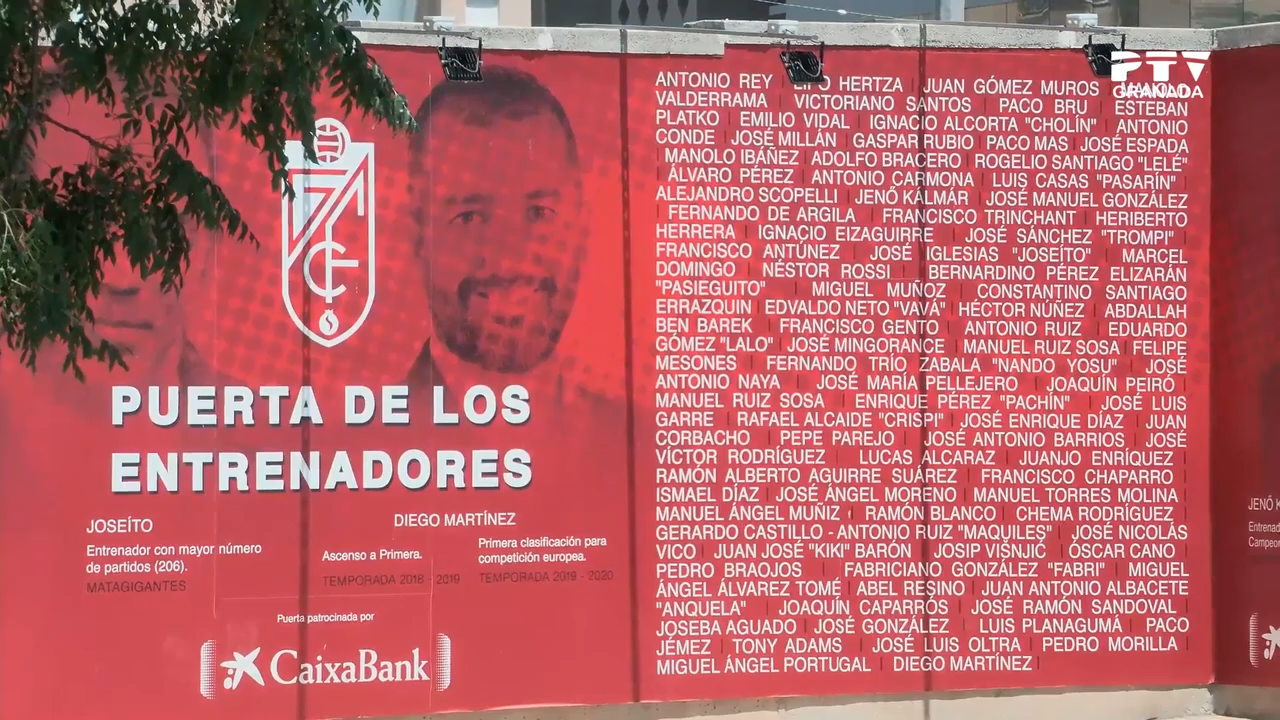 PTV
GRANADA
PUERTA DE LOS
ENTRENADORES
JOSEÍTO
Entrenador con mayor número
de partidos (206).
MATAGIGANTES
DIEGO MARTÍNEZ
Ascenso a Primera.
TEMPORADA 2018 - 2019
Primera clasificación para
competición europea.
TEMPORADA 2019 - 2020
Puerta patrocinada por
CaixaBank
ANTONIO REY | LIPO HERTZA | JUAN GÓMEZ MUROS |
VALDERRAMA | VICTORIANO SANTOS | PACO BRU | ESTEBAN
PLATKO | EMILIO VIDAL | IGNACIO ALCORTA "CHOLÍN" | ANTONIO
CONDE | JOSÉ MILLÁN | GASPAR RUBIO | PACO MAS | JOSÉ ESPADA
| MANOLO IBÁÑEZ | ADOLFO BRACERO | ROGELIO SANTIAGO "LELÉ"
| ÁLVARO PÉREZ | ANTONIO CARMONA | LUIS CASAS "PASARÍN" |
ALEJANDRO SCOPELLI | JENŐ KÁLMÁR | JOSÉ MANUEL GONZÁLEZ
| FERNANDO DE ARGILA | FRANCISCO TRINCHANT | HERIBERTO
HERRERA | IGNACIO EIZAGUIRRE | JOSÉ SÁNCHEZ "TROMPI" |
FRANCISCO ANTÚNEZ | JOSÉ IGLESIAS "JOSEÍTO" | MARCEL
DOMINGO | NÉSTOR ROSSI | BERNARDINO PÉREZ ELIZARÁN
"PASIEGUITO" | MIGUEL MUÑOZ | CONSTANTINO SANTIAGO
ERRAZQUIN | EDVALDO NETO "VAVÁ" | HÉCTOR NÚÑEZ | ABDALLAH
BEN BAREK | FRANCISCO GENTO | ANTONIO RUIZ | EDUARDO
GÓMEZ "LALO" | JOSÉ MINGORANCE | MANUEL RUIZ SOSA | FELIPE
MESONES | FERNANDO TRÍO ZABALA "NANDO YOSU" | JOSÉ
ANTONIO NAYA | JOSÉ MARÍA PELLEJERO | JOAQUÍN PEIRÓ |
MANUEL RUIZ SOSA | ENRIQUE PÉREZ "PACHÍN" | JOSÉ LUIS
GARRE | RAFAEL ALCAIDE "CRISPI" | JOSÉ ENRIQUE DÍAZ | JUAN
CORBACHO | PEPE PAREJO | JOSÉ ANTONIO BARRIOS | JOSÉ
VÍCTOR RODRÍGUEZ | LUCAS ALCARAZ | JUANJO ENRÍQUEZ |
RAMÓN ALBERTO AGUIRRE SUÁREZ | FRANCISCO CHAPARRO |
ISMAEL DÍAZ | JOSÉ ÁNGEL MORENO | MANUEL TORRES MOLINA |
MANUEL ÁNGEL MUÑIZ | RAMÓN BLANCO | CHEMA RODRÍGUEZ |
GERARDO CASTILLO - ANTONIO RUIZ "MAQUILES" | JOSÉ NICOLÁS
VICO | JUAN JOSÉ "KIKI" BARÓN | JOSIP VIŠNJIĆ | ÓSCAR CANO |
PEDRO BRAOJOS | FABRICIANO GONZÁLEZ "FABRI" | MIGUEL
ÁNGEL ÁLVAREZ TOMÉ | ABEL RESINO | JUAN ANTONIO ALBACETE
"ANQUELA" | JOAQUÍN CAPARRÓS | JOSÉ RAMÓN SANDOVAL |
JOSEBA AGUADO | JOSÉ GONZÁLEZ | LUIS PLANAGUMÁ | PACO
JÉMEZ | TONY ADAMS | JOSÉ LUIS OLTRA | PEDRO MORILLA |
MIGUEL ÁNGEL PORTUGAL | DIEGO MARTÍNEZ |
JENŐ